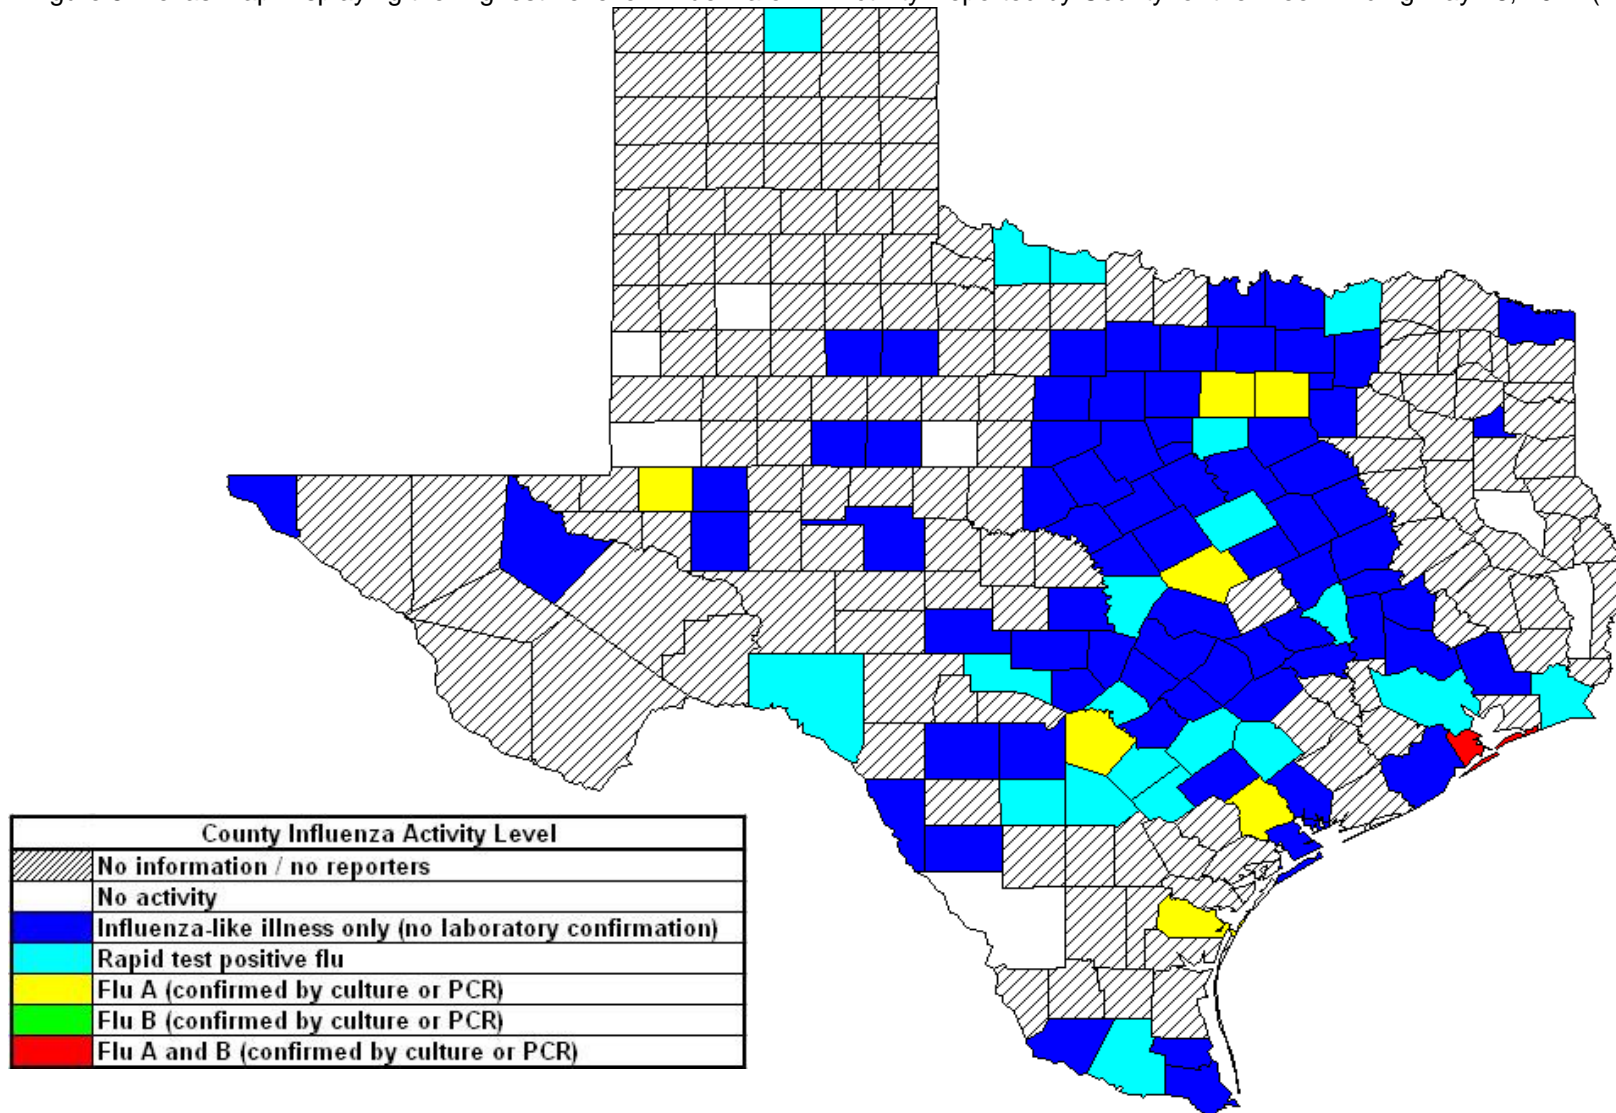 County Influenza Activity Level
No information / no reporters
No activity
Influenza-like illness only (no laboratory confirmation)
Rapid test positive flu
Flu A (confirmed by culture or PCR)
Flu B (confirmed by culture or PCR)
Flu A and B (confirmed by culture or PCR)